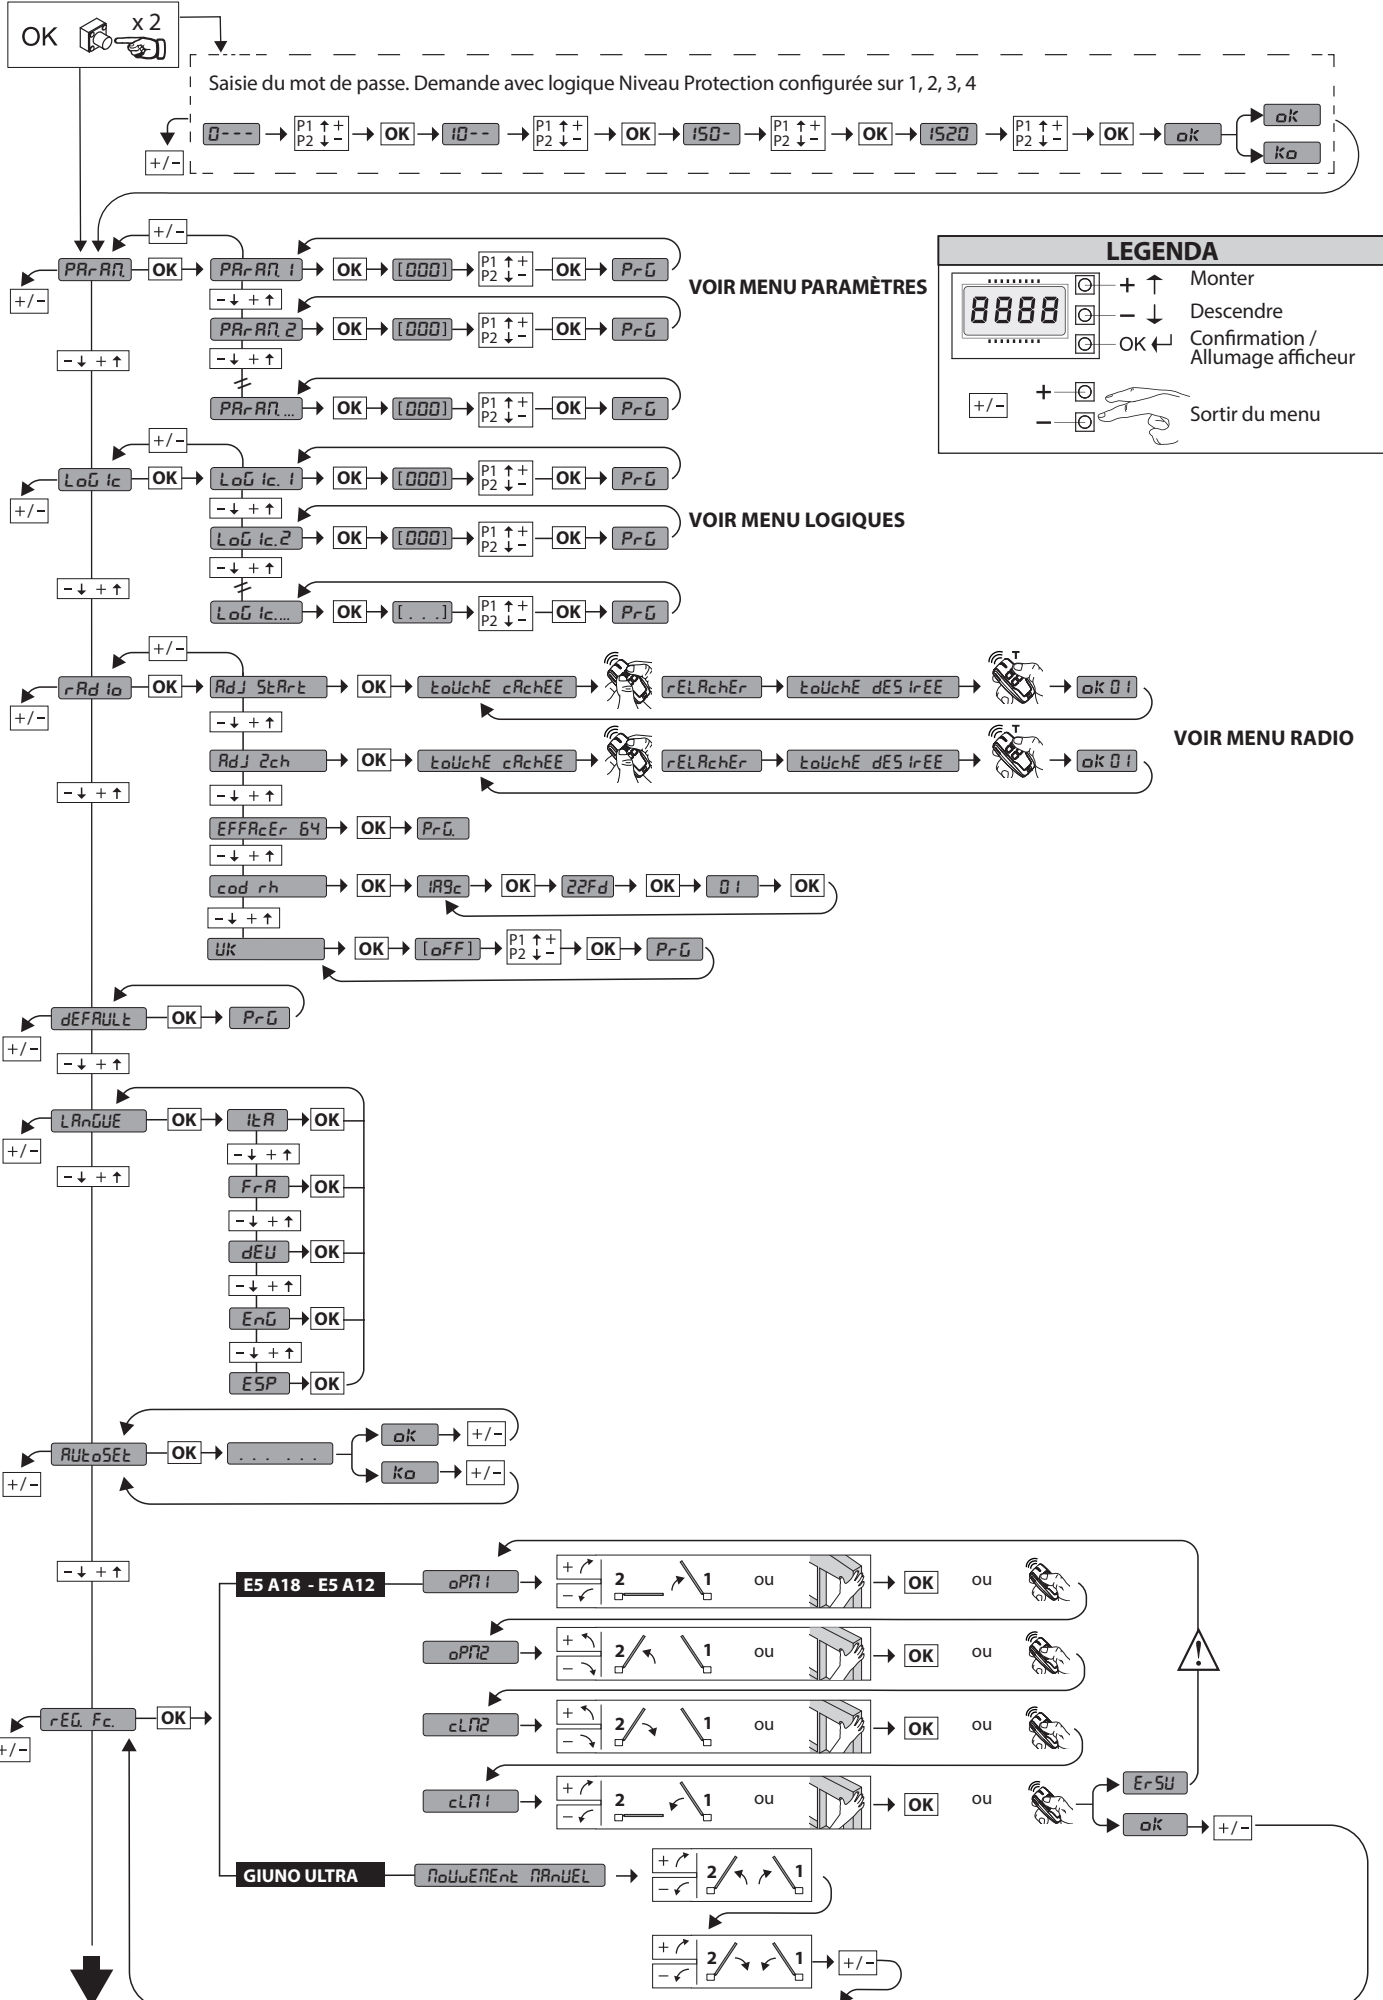 OK x 2
Saisie du mot de passe. Demande avec logique Niveau Protection configurée sur 1, 2, 3, 4
0--- P1 ↑ + P2 ↓ - OK 10-- P1 ↑ + P2 ↓ - OK 150- P1 ↑ + P2 ↓ - OK 1520 P1 ↑ + P2 ↓ - OK oK oK
Ko
+/-
+/-
PArAM. OK PArAM. 1 OK [000] P1 ↑ + P2 ↓ - OK PrG
+/-
- ↓ + ↑
VOIR MENU PARAMÈTRES
PArAM. 2 OK [000] P1 ↑ + P2 ↓ - OK PrG
- ↓ + ↑
- ↓ + ↑
PArAM. ... OK [000] P1 ↑ + P2 ↓ - OK PrG
LEGENDA
8888
+ ↑ Monter
- ↓ Descendre
OK Confirmation /
Allumage afficheur
+/- + - Sortir du menu
+/-
LoGIc OK LoGIc. 1 OK [000] P1 ↑ + P2 ↓ - OK PrG
+/-
- ↓ + ↑
VOIR MENU LOGIQUES
LoGIc.2 OK [000] P1 ↑ + P2 ↓ - OK PrG
- ↓ + ↑
- ↓ + ↑
LoGIc.... OK [. . .] P1 ↑ + P2 ↓ - OK PrG
+/-
rAdIo OK AdJ StArt OK toUchE cAchEE rELAchEr toUchE dESIrEE T oK 01
+/-
- ↓ + ↑
VOIR MENU RADIO
AdJ 2ch OK toUchE cAchEE rELAchEr toUchE dESIrEE T oK 01
- ↓ + ↑
- ↓ + ↑
EFFAcEr 64 OK PrG.
- ↓ + ↑
cod rh OK 1A9c OK 22Fd OK 01 OK
- ↓ + ↑
UK OK [oFF] P1 ↑ + P2 ↓ - OK PrG
dEFAULt OK PrG
+/-
- ↓ + ↑
LAnGUE OK ItA OK
+/-
- ↓ + ↑
- ↓ + ↑
FrA OK
- ↓ + ↑
dEU OK
- ↓ + ↑
EnG OK
- ↓ + ↑
ESP OK
AUtoSEt OK . . . . . . oK +/-
Ko +/-
+/-
- ↓ + ↑
E5 A18 - E5 A12 oPM1 + - 2 1 ou OK ou
oPM2 + - 2 1 ou OK ou
rEG. Fc. OK
+/-
cLM2 + - 2 1 ou OK ou
cLM1 + - 2 1 ou OK ou ErSU
oK +/-
GIUNO ULTRA MoUvEMEnt MAnUEL + - 2 1
+ - 2 1 +/-